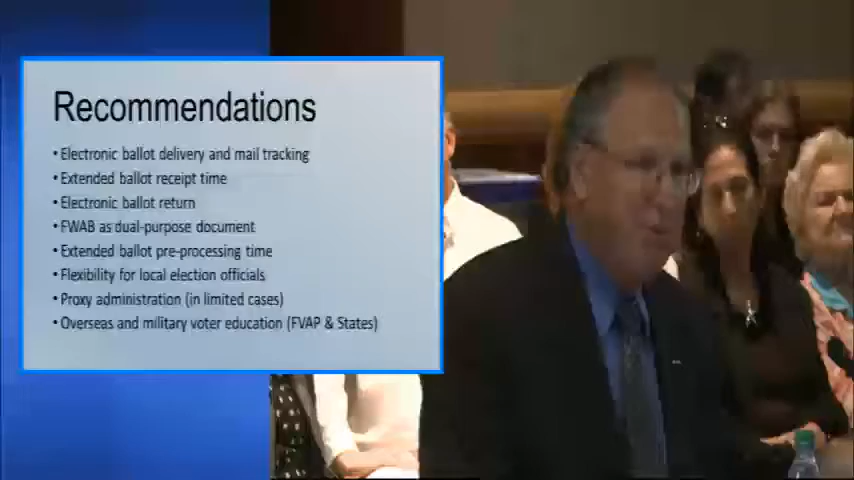 Recommendations
• Electronic ballot delivery and mail tracking
• Extended ballot receipt time
• Electronic ballot return
• FWAB as dual-purpose document
• Extended ballot pre-processing time
• Flexibility for local election officials
• Proxy administration (in limited cases)
• Overseas and military voter education (FVAP & States)